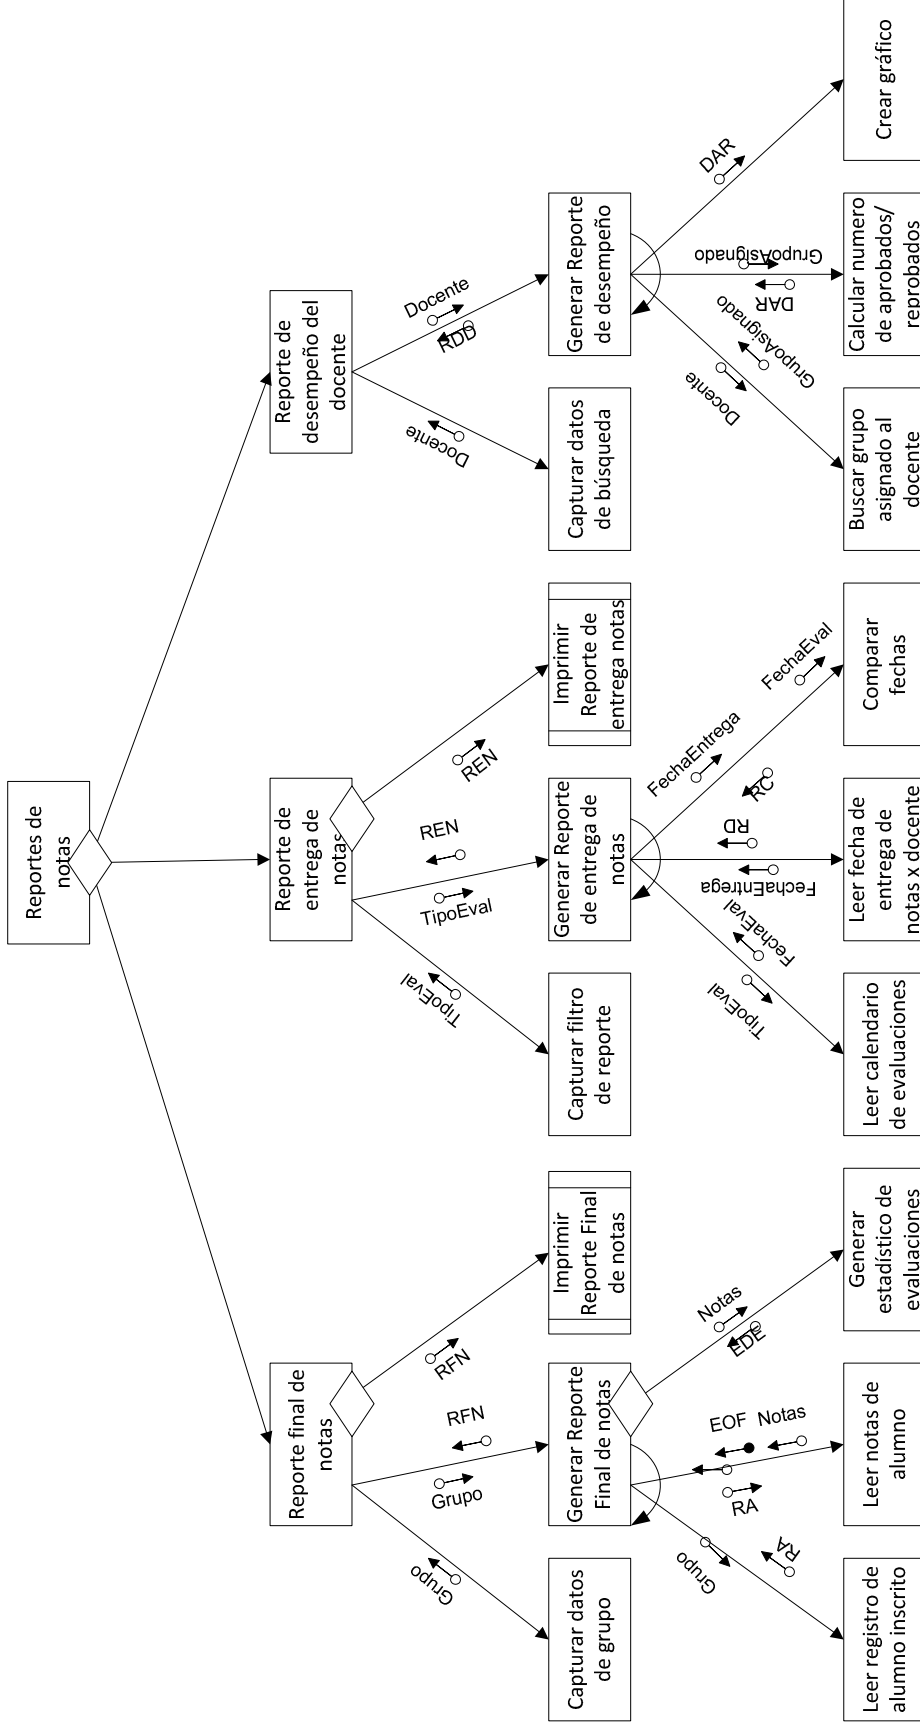 Reportes de
notas
Reporte final de
notas
Reporte de
entrega de
notas
Reporte de
desempeño del
docente
Grupo
Grupo
RFN
RFN
TipoEval
TipoEval
REN
REN
Docente
Docente
RDD
Capturar datos
de grupo
Generar Reporte
Final de notas
Imprimir
Reporte Final
de notas
Capturar filtro
de reporte
Generar Reporte
de entrega de
notas
Imprimir
Reporte de
entrega notas
Capturar datos
de búsqueda
Generar Reporte
de desempeño
Grupo
RA
RA
EOF
Notas
Notas
EDE
TipoEval
FechaEval
FechaEntrega
RD
RC
FechaEntrega
FechaEval
Docente
GrupoAsignado
DAR
GrupoAsignado
DAR
Leer registro de
alumno inscrito
Leer notas de
alumno
Generar
estadístico de
evaluaciones
Leer calendario
de evaluaciones
Leer fecha de
entrega de
notas x docente
Comparar
fechas
Buscar grupo
asignado al
docente
Calcular numero
de aprobados/
reprobados
Crear gráfico